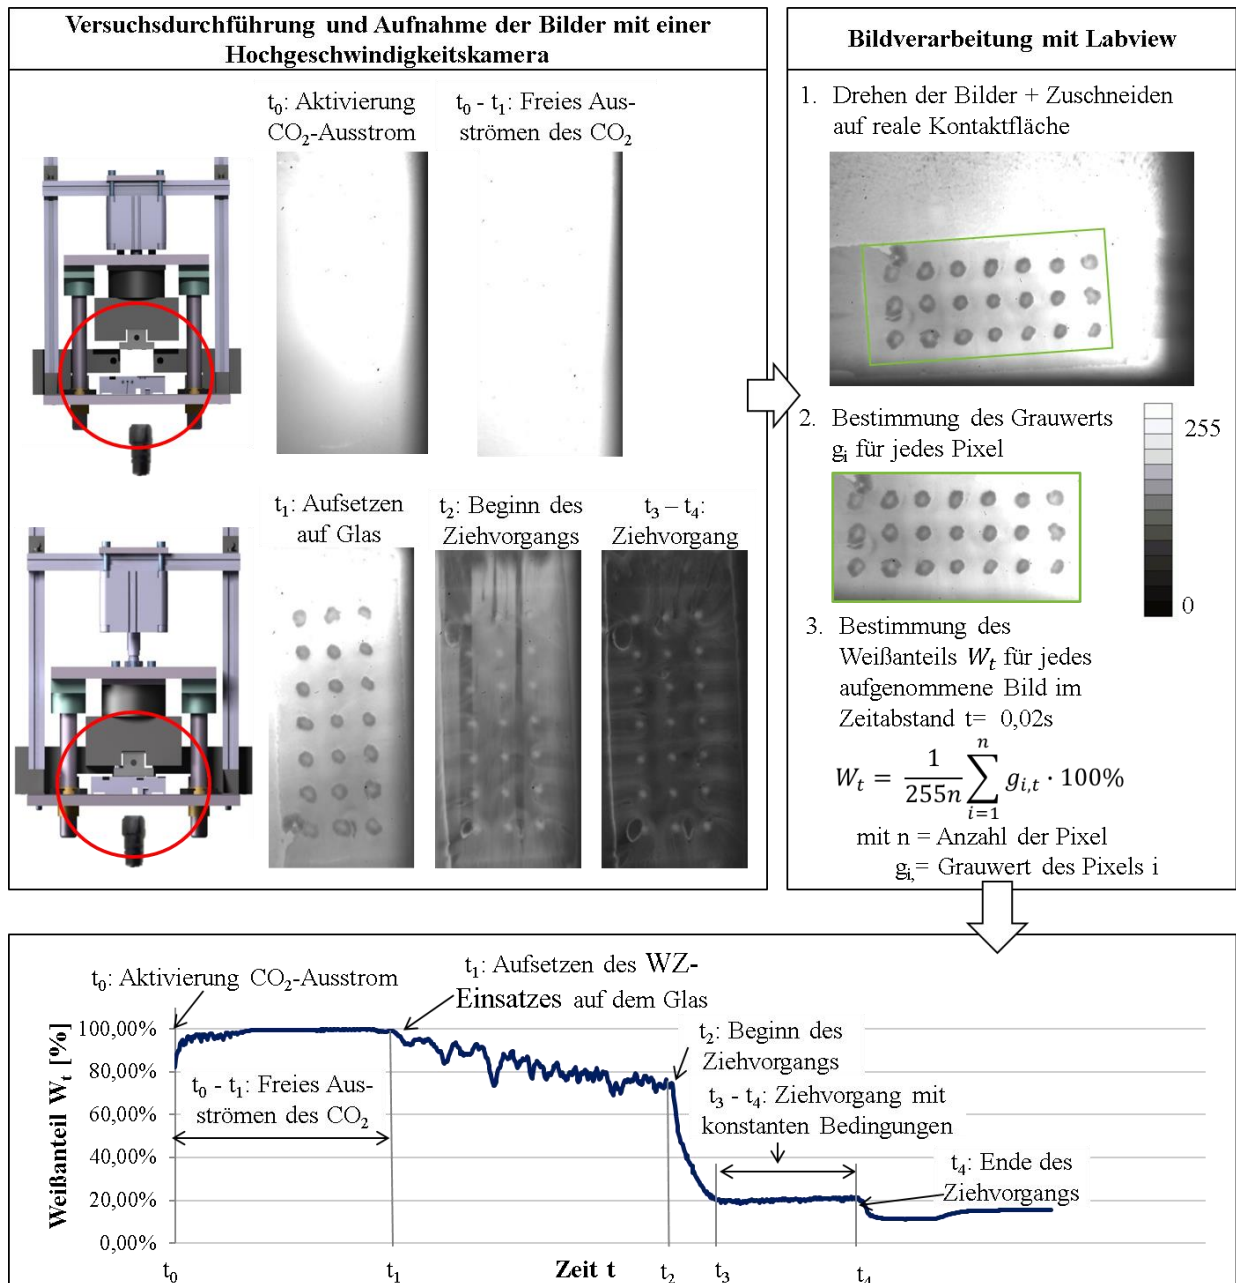 Versuchsdurchführung und Aufnahme der Bilder mit einer
Hochgeschwindigkeitskamera
t₀: Aktivierung
CO₂-Ausstrom
t₀ - t₁: Freies Aus-
strömen des CO₂
t₁: Aufsetzen
auf Glas
t₂: Beginn des
Ziehvorgangs
t₃ – t₄:
Ziehvorgang
Bildverarbeitung mit Labview
1. Drehen der Bilder + Zuschneiden
auf reale Kontaktfläche
2. Bestimmung des Grauwerts
gᵢ für jedes Pixel
255
0
3. Bestimmung des
Weißanteils Wₜ für jedes
aufgenommene Bild im
Zeitabstand t= 0,02s
Wₜ = 1/(255n) ∑ᵢ₌₁ⁿ gᵢ,ₜ · 100%
mit n = Anzahl der Pixel
gᵢ,= Grauwert des Pixels i
t₀: Aktivierung CO₂-Ausstrom
t₁: Aufsetzen des WZ-
Einsatzes auf dem Glas
t₂: Beginn des
Ziehvorgangs
t₀ - t₁: Freies Aus-
strömen des CO₂
t₃ - t₄: Ziehvorgang mit
konstanten Bedingungen
t₄: Ende des
Ziehvorgangs
Weißanteil Wₜ [%]
100,00%
80,00%
60,00%
40,00%
20,00%
0,00%
t₀
t₁
Zeit t
t₂
t₃
t₄